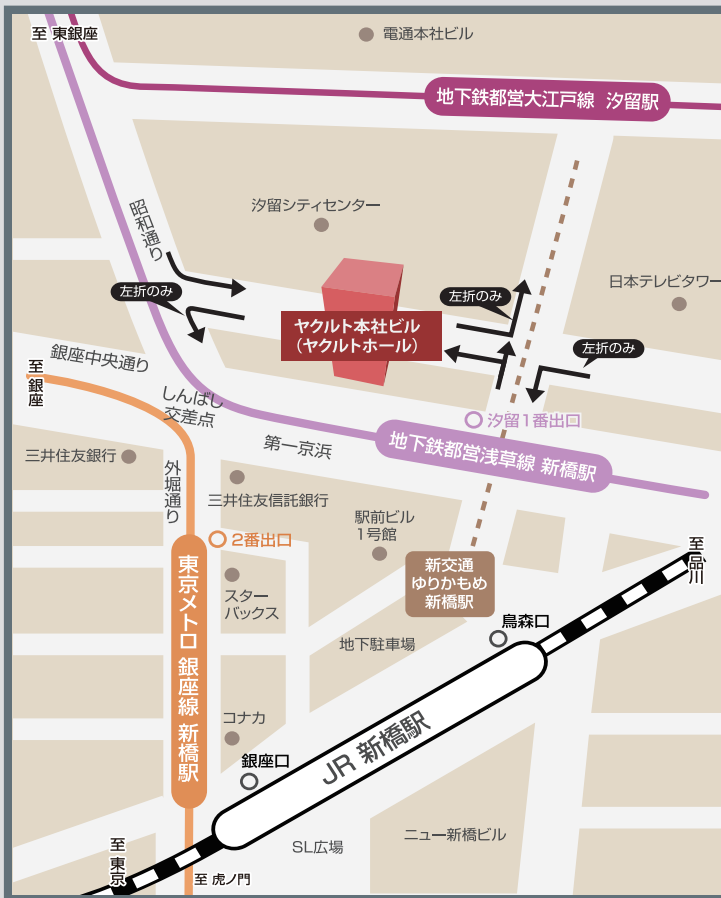 至 東銀座
電通本社ビル
地下鉄都営大江戸線 汐留駅
昭和通り
汐留シティセンター
日本テレビタワー
左折のみ
左折のみ
ヤクルト本社ビル
(ヤクルトホール)
左折のみ
至 銀座
銀座中央通り
しんばし
交差点
汐留1番出口
第一京浜
地下鉄都営浅草線 新橋駅
三井住友銀行
外堀通り
三井住友信託銀行
駅前ビル
1号館
2番出口
至 品川
新交通
ゆりかもめ
新橋駅
東京メトロ 銀座線 新橋駅
スター
バックス
烏森口
地下駐車場
コナカ
JR 新橋駅
銀座口
ニュー新橋ビル
SL広場
至 東京
至 虎ノ門